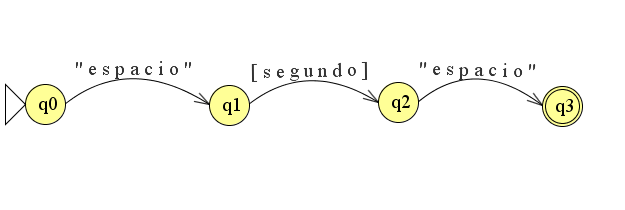 "espacio" [segundo] "espacio"
q0 q1 q2 q3